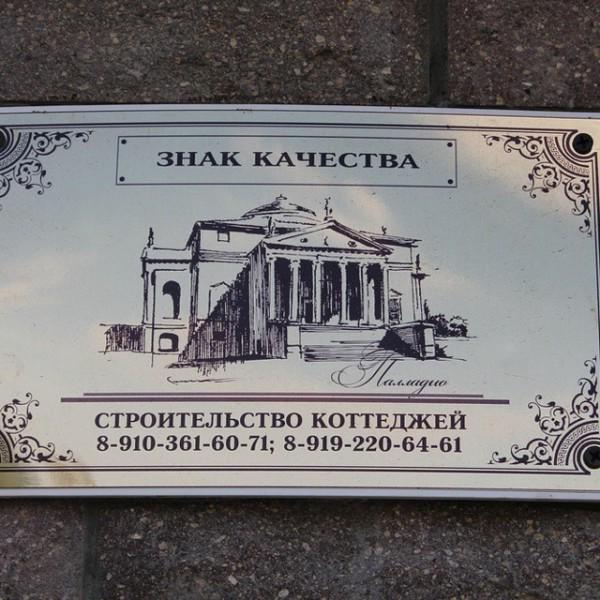 ЗНАК КАЧЕСТВА
Палладио
СТРОИТЕЛЬСТВО КОТТЕДЖЕЙ
8-910-361-60-71; 8-919-220-64-61